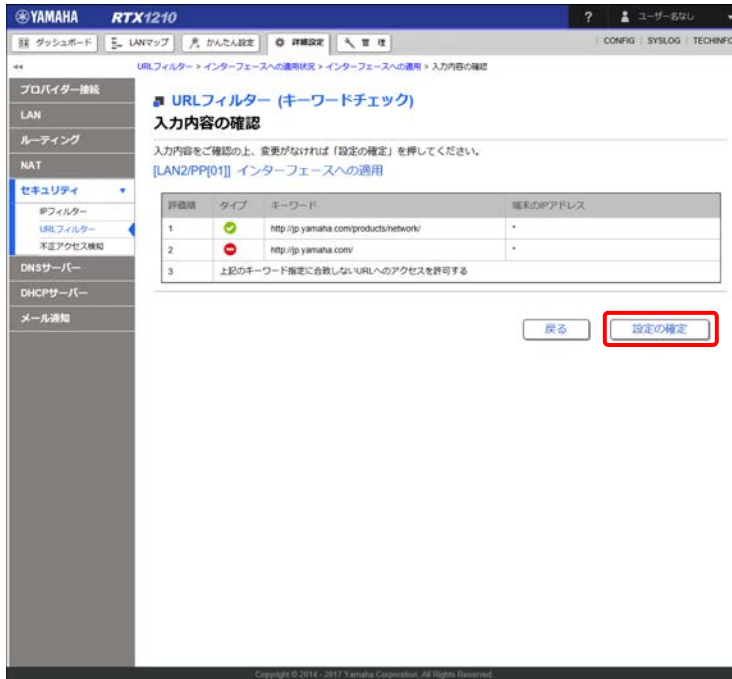 YAMAHA RTX1210 ? ユーザー名なし
ダッシュボード LANマップ かんたん設定 詳細設定 管理 CONFIG SYSLOG TECHINFO
URLフィルター > インターフェースへの適用状況 > インターフェースへの適用 > 入力内容の確認
プロバイダー接続
LAN
ルーティング
NAT
セキュリティ
IPフィルター
URLフィルター
不正アクセス検知
DNSサーバー
DHCPサーバー
メール通知
URLフィルター (キーワードチェック)
入力内容の確認
入力内容をご確認の上、変更がなければ「設定の確定」を押してください。
[LAN2/PP[01]] インターフェースへの適用
評価順 タイプ キーワード 端末のIPアドレス
1 http://jp.yamaha.com/products/network/ *
2 http://jp.yamaha.com/ *
3 上記のキーワード指定に合致しないURLへのアクセスを許可する
戻る 設定の確定
Copyright © 2014 - 2017 Yamaha Corporation. All Rights Reserved.